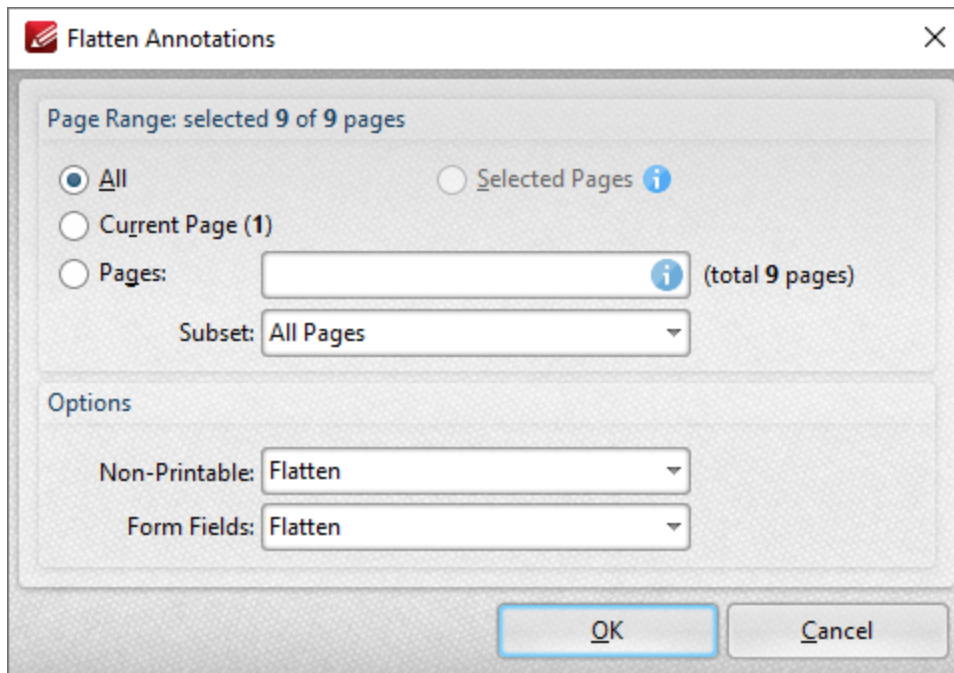 Flatten Annotations
Page Range: selected 9 of 9 pages
All
Selected Pages
Current Page (1)
Pages:
(total 9 pages)
Subset: All Pages
Options
Non-Printable: Flatten
Form Fields: Flatten
OK
Cancel